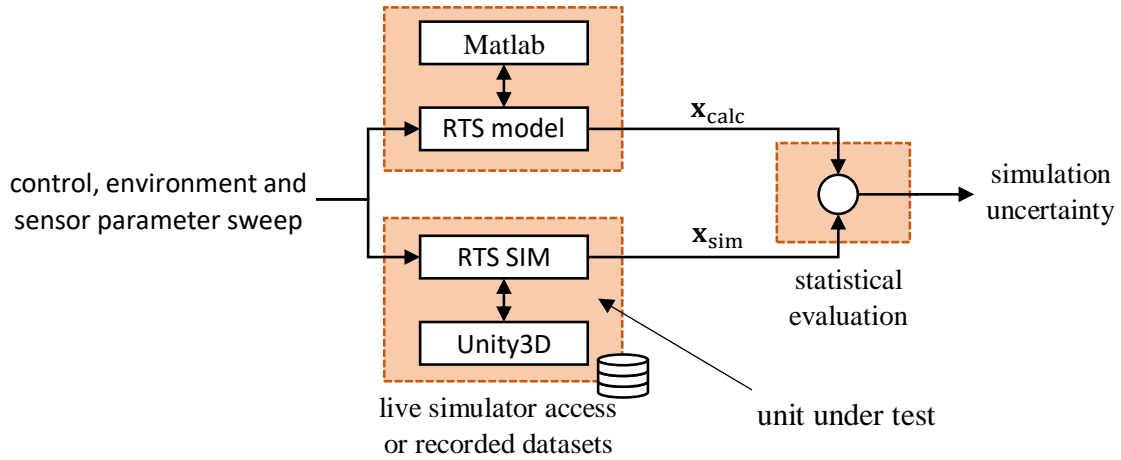 Matlab
RTS model
x_calc
control, environment and
sensor parameter sweep
simulation
uncertainty
RTS SIM
x_sim
statistical
evaluation
Unity3D
live simulator access
or recorded datasets
unit under test